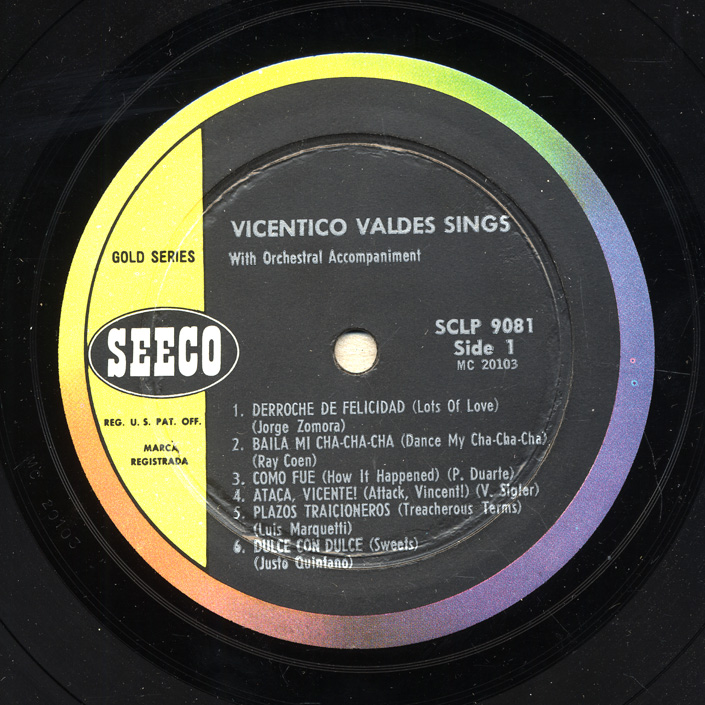 VICENTICO VALDES SINGS
With Orchestral Accompaniment
GOLD SERIES
SEECO
REG. U. S. PAT. OFF.
MARCA
REGISTRADA
SCLP 9081
Side 1
MC 20103
1. DERROCHE DE FELICIDAD (Lots Of Love)
(Jorge Zomora)
2. BAILA MI CHA-CHA-CHA (Dance My Cha-Cha-Cha)
(Ray Coen)
3. COMO FUE (How It Happened) (P. Duarte)
4. ATACA, VICENTE! (Attack, Vincent!) (V. Sigler)
5. PLAZOS TRAICIONEROS (Treacherous Terms)
(Luis Marquetti)
6. DULCE CON DULCE (Sweets)
(Justo Quintano)
MC 20103